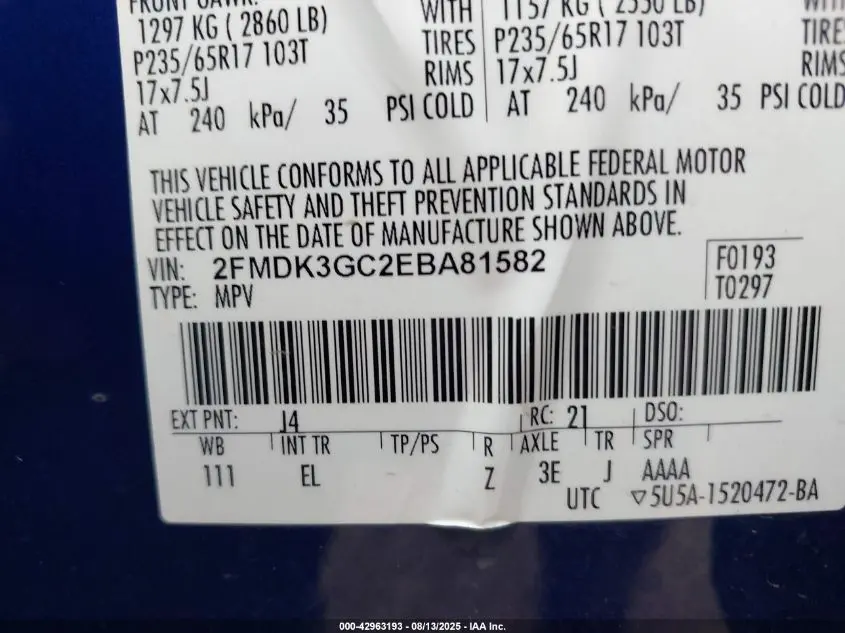 FRONT GAWR:
1297 KG ( 2860 LB) WITH 1157 KG ( 2550 LB) WITH
P235/65R17 103T TIRES P235/65R17 103T TIRES
17x7.5J RIMS 17x7.5J RIMS
AT 240 kPa/ 35 PSI COLD AT 240 kPa/ 35 PSI COLD
THIS VEHICLE CONFORMS TO ALL APPLICABLE FEDERAL MOTOR
VEHICLE SAFETY AND THEFT PREVENTION STANDARDS IN
EFFECT ON THE DATE OF MANUFACTURE SHOWN ABOVE.
VIN: 2FMDK3GC2EBA81582 F0193
TYPE: MPV T0297
EXT PNT: J4 RC: 21 DSO:
WB INT TR TP/PS R AXLE TR SPR
111 EL Z 3E J AAAA
UTC ▽5U5A-1520472-BA
000-42963193 - 08/13/2025 - IAA Inc.